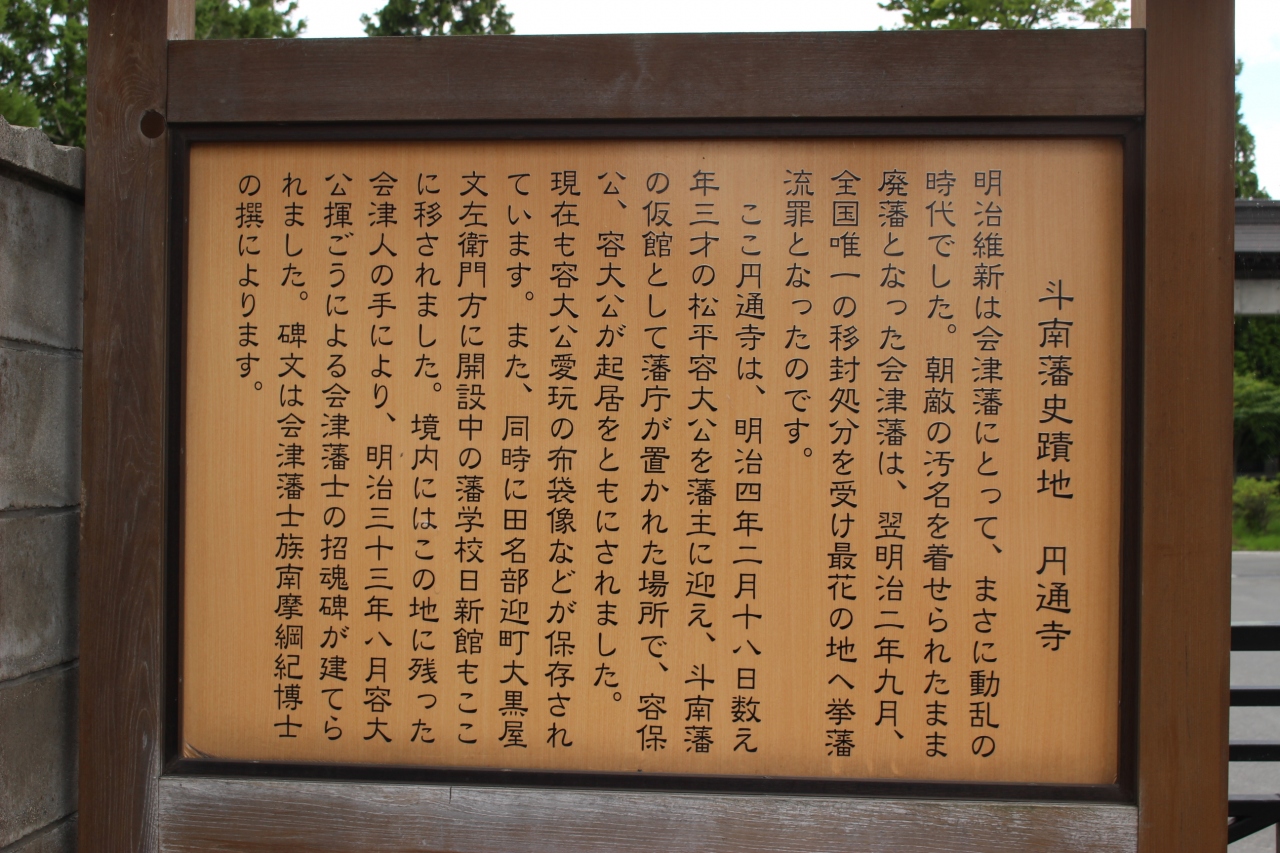 斗南藩史蹟地　円通寺
明治維新は会津藩にとって、まさに動乱の
時代でした。朝敵の汚名を着せられたまま
廃藩となった会津藩は、翌明治二年九月、
全国唯一の移封処分を受け最花の地へ挙藩
流罪となったのです。
　ここ円通寺は、明治四年二月十八日数え
年三才の松平容大公を藩主に迎え、斗南藩
の仮館として藩庁が置かれた場所で、容保
公、容大公が起居をともにされました。
現在も容大公愛玩の布袋像などが保存され
ています。また、同時に田名部迎町大黒屋
文左衛門方に開設中の藩学校日新館もここ
に移されました。境内にはこの地に残った
会津人の手により、明治三十三年八月容大
公揮ごうによる会津藩士の招魂碑が建てら
れました。碑文は会津藩士族南摩綱紀博士
の撰によります。